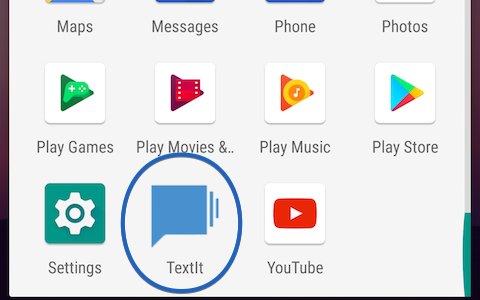 Maps Messages Phone Photos
Play Games Play Movies &.. Play Music Play Store
Settings TextIt YouTube